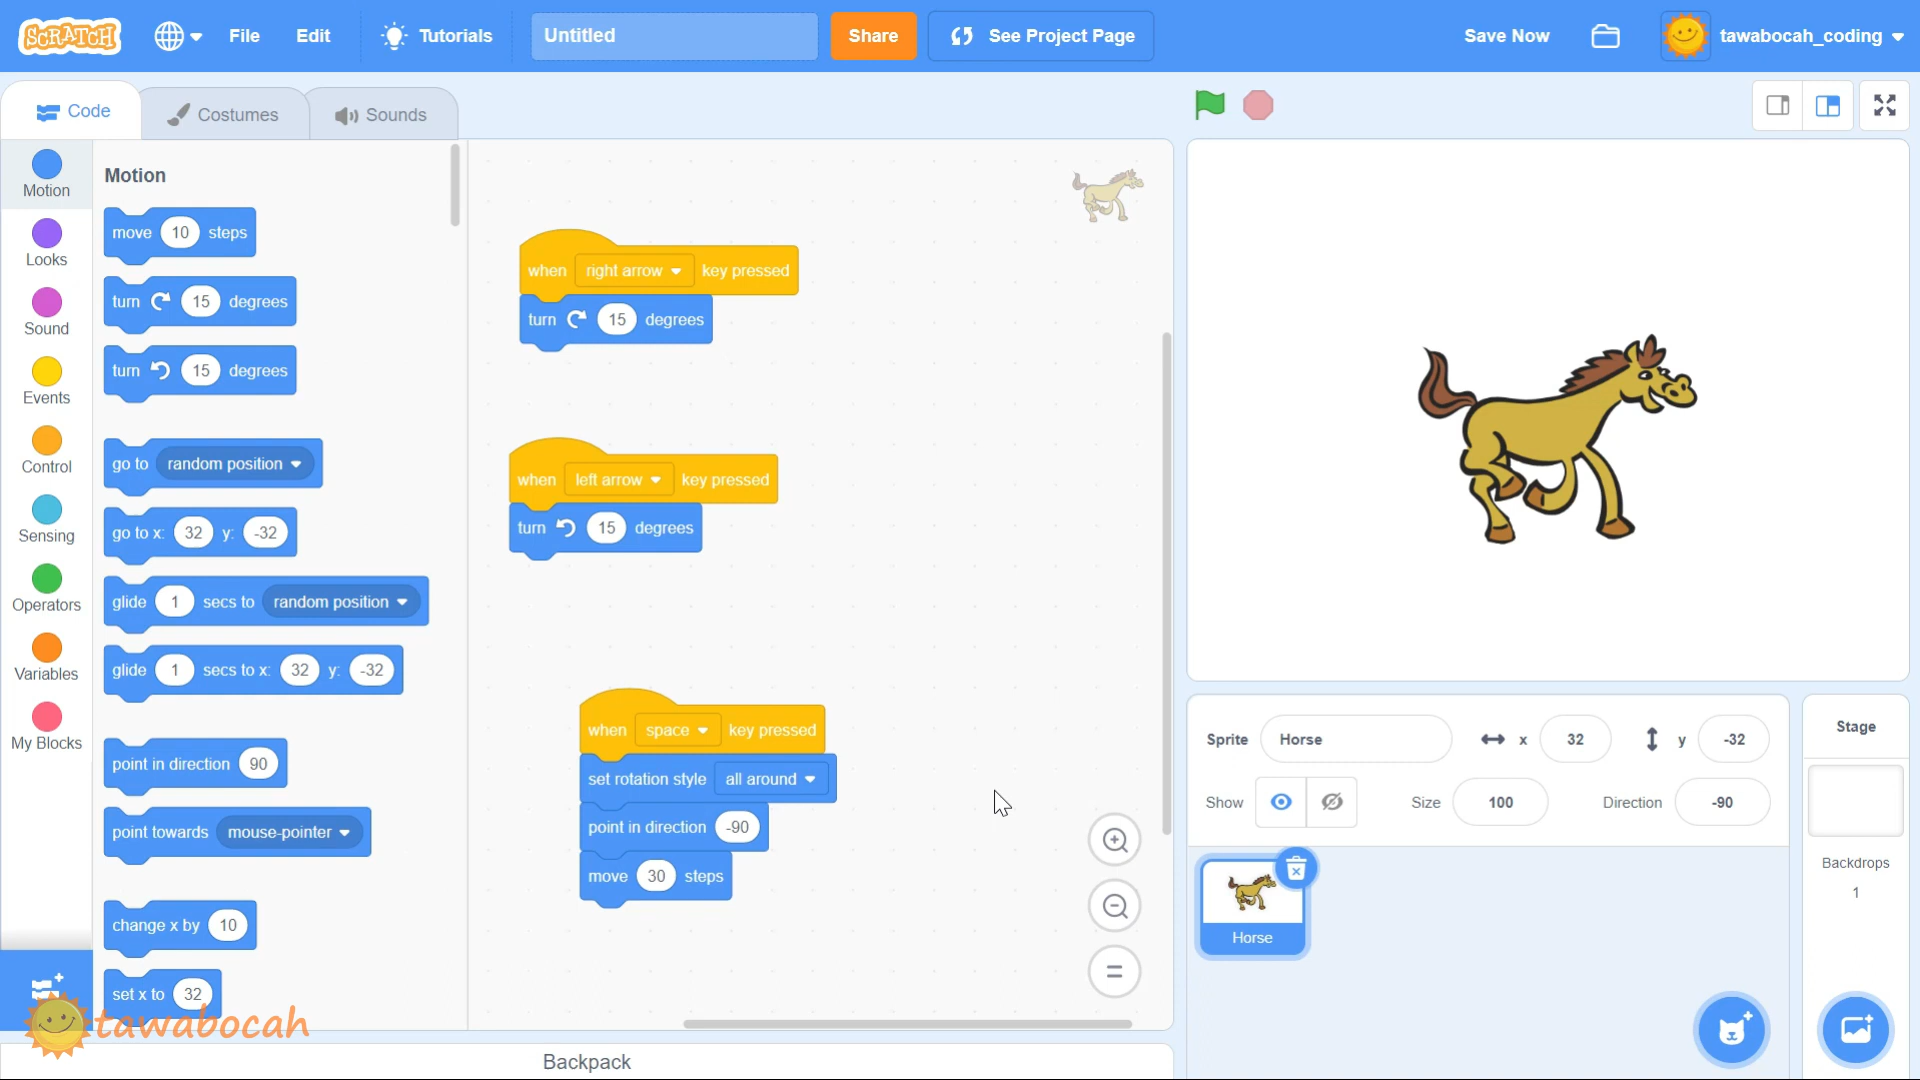 SCRATCH
File
Edit
Tutorials
Untitled
Share
See Project Page
Save Now
tawabocah_coding
Code
Costumes
Sounds
Motion
Looks
Sound
Events
Control
Sensing
Operators
Variables
My Blocks
Motion
move 10 steps
turn 15 degrees
turn 15 degrees
go to random position
go to x: 32 y: -32
glide 1 secs to random position
glide 1 secs to x: 32 y: -32
point in direction 90
point towards mouse-pointer
change x by 10
set x to 32
tawabocah
when right arrow key pressed
turn 15 degrees
when left arrow key pressed
turn 15 degrees
when space key pressed
set rotation style all around
point in direction -90
move 30 steps
Backpack
Sprite Horse x 32 y -32
Show Size 100 Direction -90
Horse
Stage
Backdrops
1